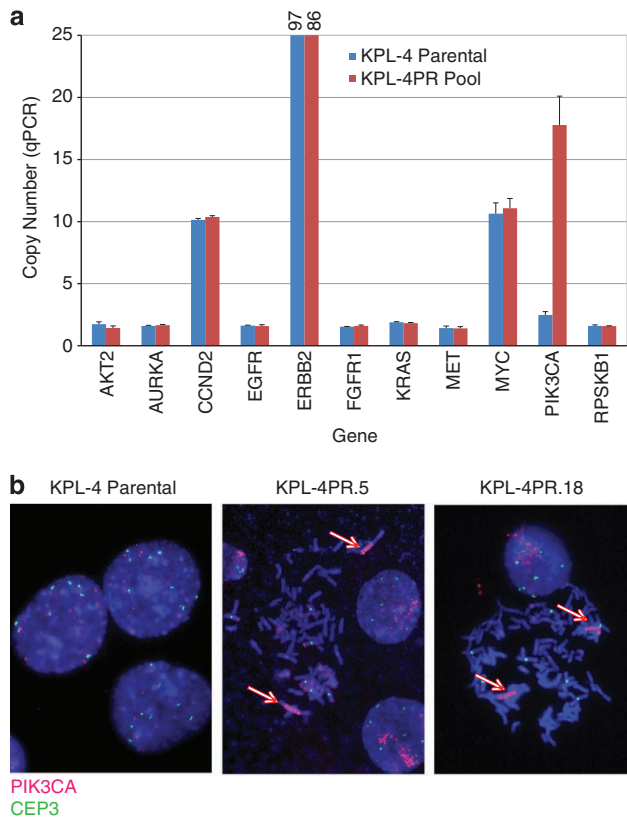 a
97
86
KPL-4 Parental
KPL-4PR Pool
Copy Number (qPCR)
25
20
15
10
5
0
AKT2
AURKA
CCND2
EGFR
ERBB2
FGFR1
KRAS
MET
MYC
PIK3CA
RPSKB1
Gene
b
KPL-4 Parental
KPL-4PR.5
KPL-4PR.18
PIK3CA
CEP3